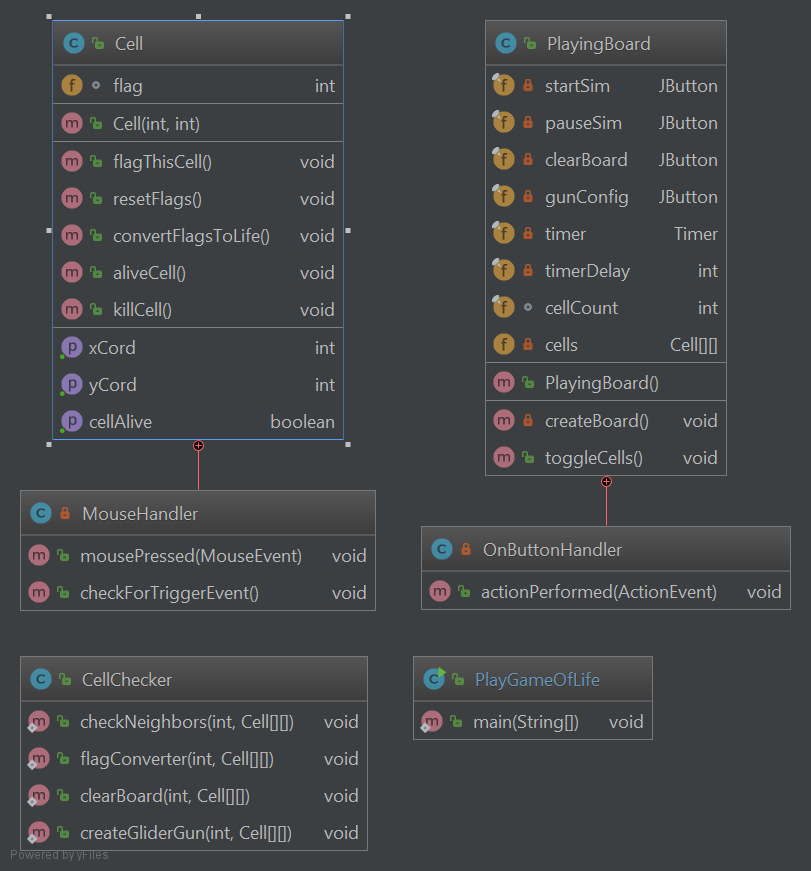 Cell
flag int
Cell(int, int)
flagThisCell() void
resetFlags() void
convertFlagsToLife() void
aliveCell() void
killCell() void
xCord int
yCord int
cellAlive boolean
MouseHandler
mousePressed(MouseEvent) void
checkForTriggerEvent() void
CellChecker
checkNeighbors(int, Cell[][]) void
flagConverter(int, Cell[][]) void
clearBoard(int, Cell[][]) void
createGliderGun(int, Cell[][]) void
PlayingBoard
startSim JButton
pauseSim JButton
clearBoard JButton
gunConfig JButton
timer Timer
timerDelay int
cellCount int
cells Cell[][]
PlayingBoard()
createBoard() void
toggleCells() void
OnButtonHandler
actionPerformed(ActionEvent) void
PlayGameOfLife
main(String[]) void
Powered by yFiles